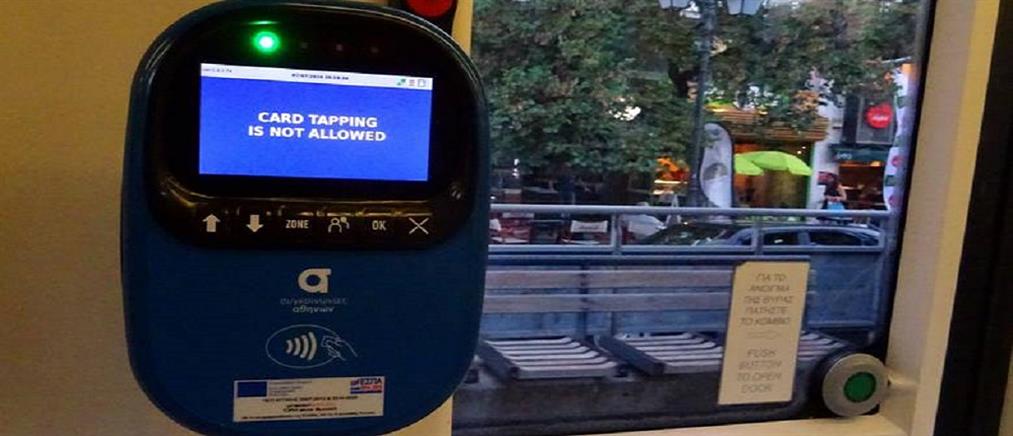 CARD TAPPING
IS NOT ALLOWED
ZONE
OK
συγκοινωνίες
αθηνών
ΕΣΠΑ
ΓΙΑ ΤΟ
ΑΝΟΙΓΜΑ
ΤΗΣ ΘΥΡΑΣ
ΠΑΤΗΣΤΕ
ΤΟ ΚΟΜΒΙΟ
PUSH
BUTTON
TO OPEN
DOOR